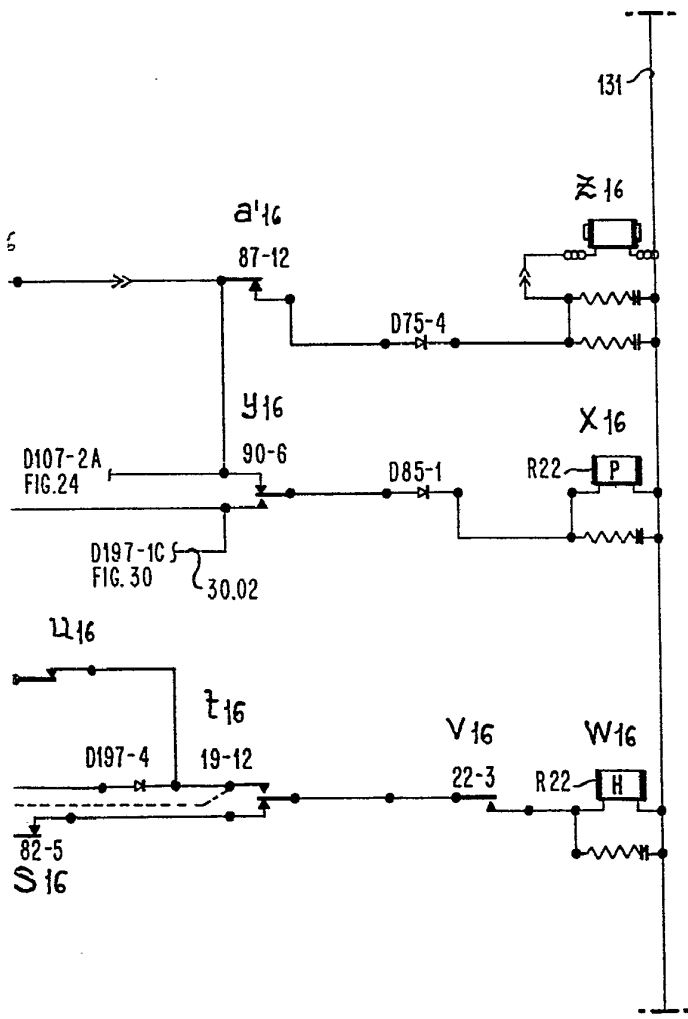 131
Z16
a'16
6
87-12
D75-4
y16
X16
D107-2A
FIG.24
90-6
D85-1
R22
P
D197-1C
FIG.30
30.02
u16
t16
V16
W16
D197-4
19-12
22-3
R22
H
82-5
S16